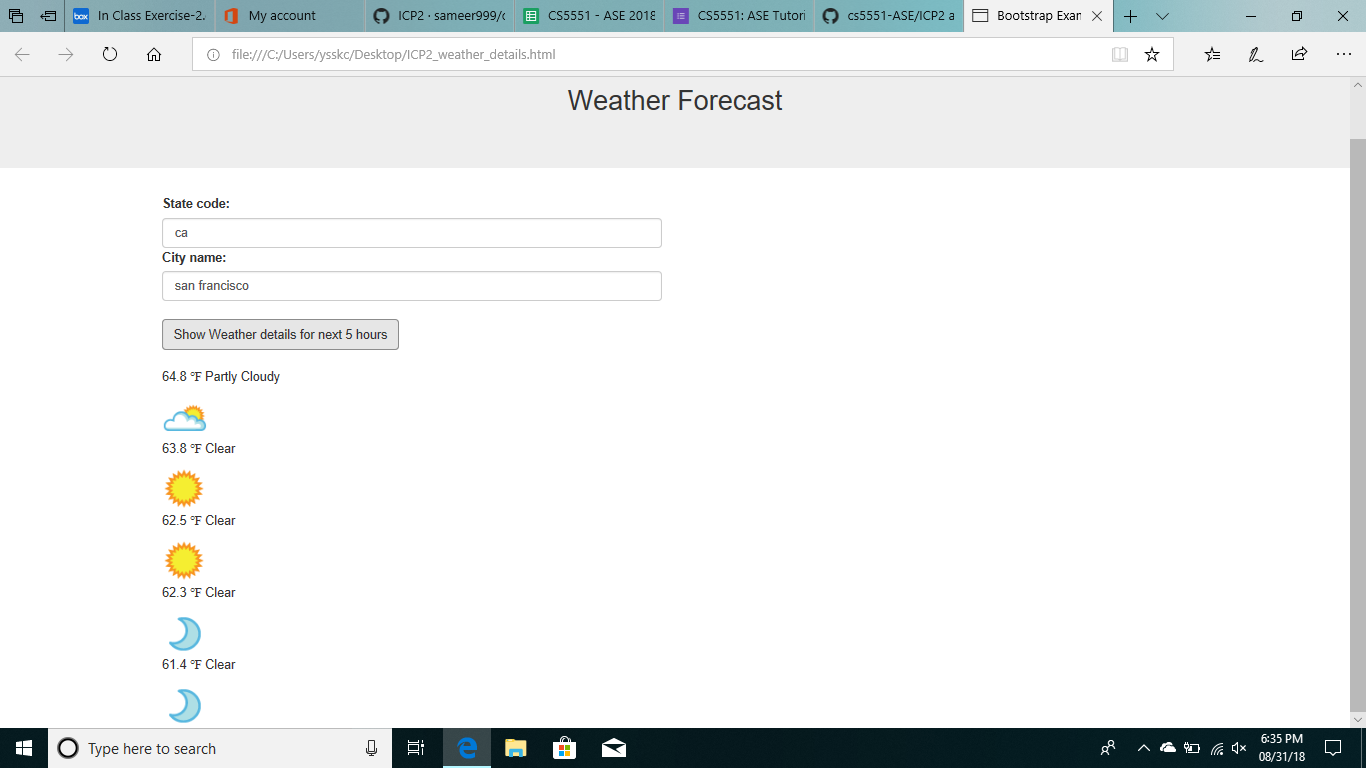 In Class Exercise-2.
My account
ICP2 · sameer999/c
CS5551 - ASE 2018
CS5551: ASE Tutori
cs5551-ASE/ICP2 a
Bootstrap Exan
file:///C:/Users/ysskc/Desktop/ICP2_weather_details.html
Weather Forecast
State code:
ca
City name:
san francisco
Show Weather details for next 5 hours
64.8 ℉ Partly Cloudy
63.8 ℉ Clear
62.5 ℉ Clear
62.3 ℉ Clear
61.4 ℉ Clear
Type here to search
6:35 PM
08/31/18
box